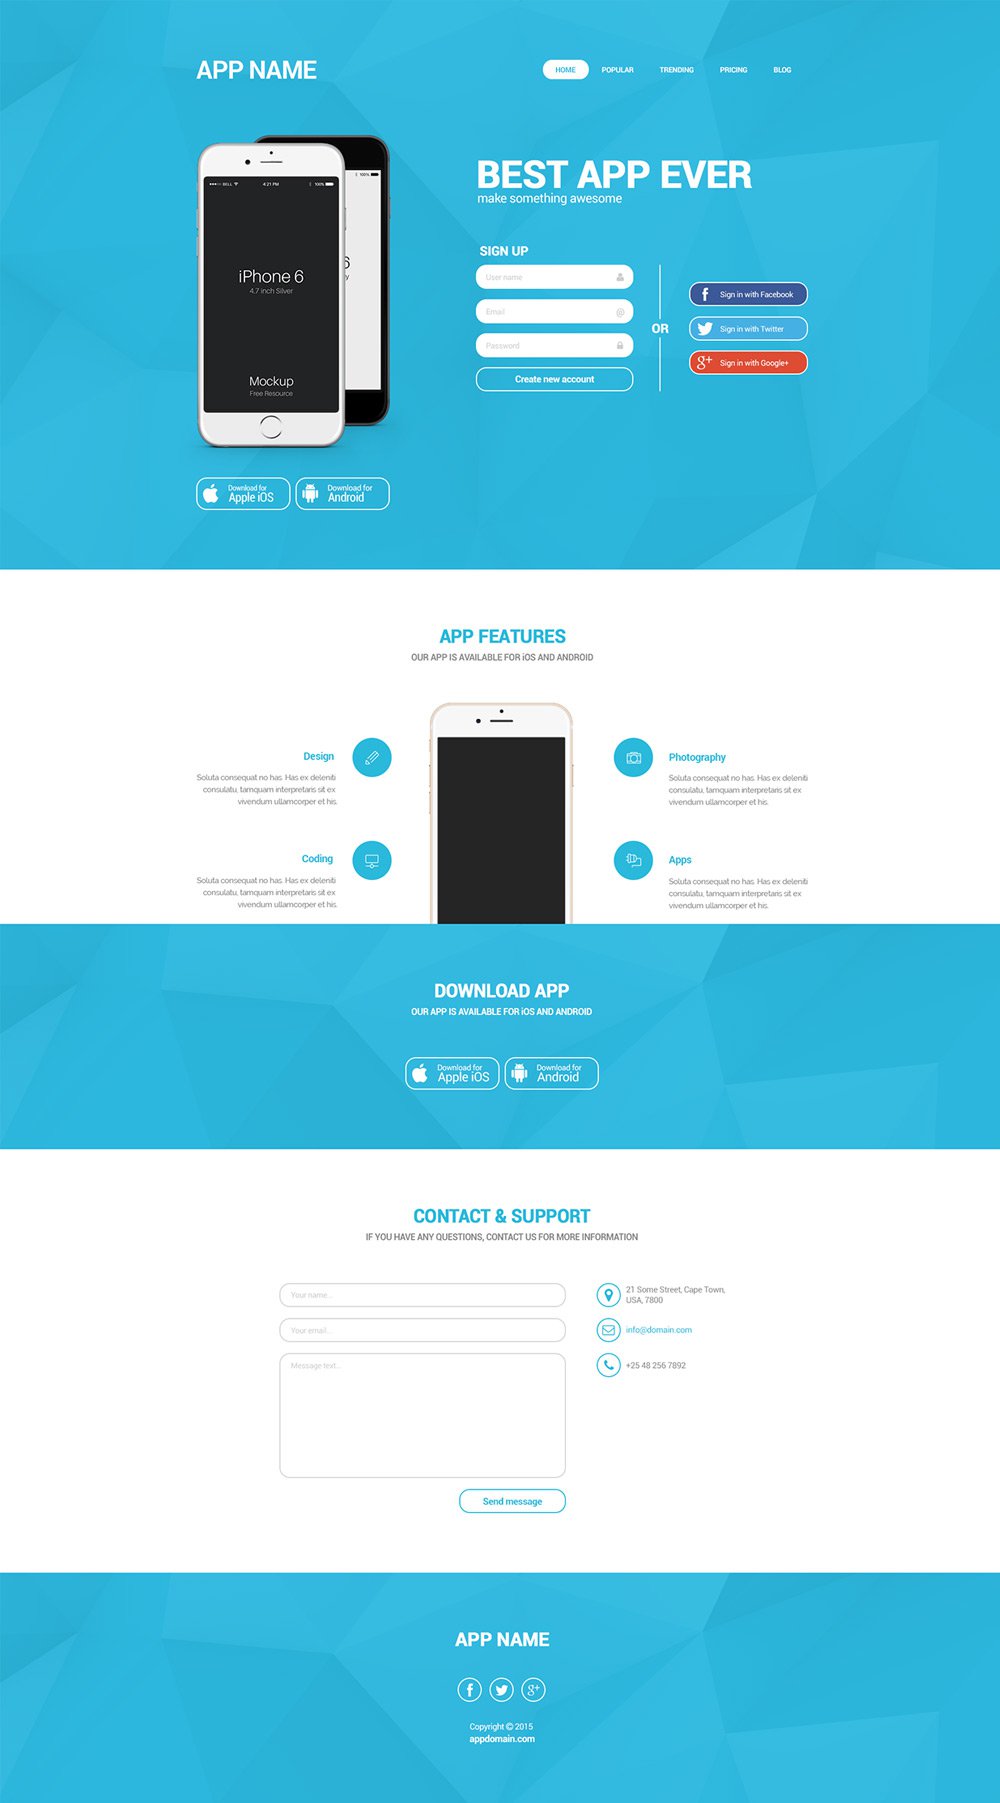 APP NAME
HOME POPULAR TRENDING PRICING BLOG
BELL 4:21 PM 100%
100%
iPhone 6
4.7 inch Silver
Mockup
Free Resource
6
y
Download for
Apple iOS
Download for
Android
BEST APP EVER
make something awesome
SIGN UP
User name
Email
@
Password
Create new account
OR
f Sign in with Facebook
Sign in with Twitter
g+ Sign in with Google+
APP FEATURES
OUR APP IS AVAILABLE FOR iOS AND ANDROID
Design
Soluta consequat no has. Has ex deleniti
consulatu, tamquam interpretaris sit ex
vivendum ullamcorper et his.
Coding
Soluta consequat no has. Has ex deleniti
consulatu, tamquam interpretaris sit ex
vivendum ullamcorper et his.
Photography
Soluta consequat no has. Has ex deleniti
consulatu, tamquam interpretaris sit ex
vivendum ullamcorper et his.
Apps
Soluta consequat no has. Has ex deleniti
consulatu, tamquam interpretaris sit ex
vivendum ullamcorper et his.
DOWNLOAD APP
OUR APP IS AVAILABLE FOR iOS AND ANDROID
Download for
Apple iOS
Download for
Android
CONTACT & SUPPORT
IF YOU HAVE ANY QUESTIONS, CONTACT US FOR MORE INFORMATION
Your name...
Your email...
Message text...
Send message
21 Some Street, Cape Town,
USA, 7800
info@domain.com
+25 48 256 7892
APP NAME
f g+
Copyright © 2015
appdomain.com